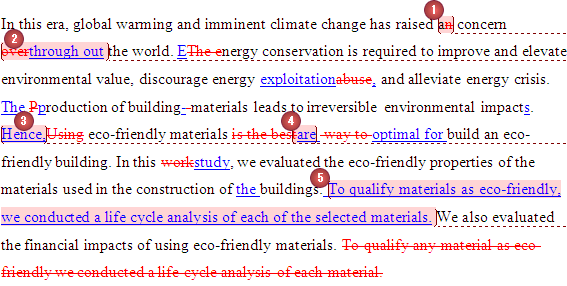 1
In this era, global warming and imminent climate change has raised an concern
2
overthrough out the world. EThe energy conservation is required to improve and elevate
environmental value, discourage energy exploitationabuse, and alleviate energy crisis.
The Pproduction of building -materials leads to irreversible environmental impacts.
3 4
Hence,Using eco-friendly materials is the bestare way to optimal for build an eco-
friendly building. In this workstudy, we evaluated the eco-friendly properties of the
5
materials used in the construction of the buildings. To qualify materials as eco-friendly,
we conducted a life cycle analysis of each of the selected materials. We also evaluated
the financial impacts of using eco-friendly materials. To qualify any material as eco-
friendly we conducted a life cycle analysis of each material.